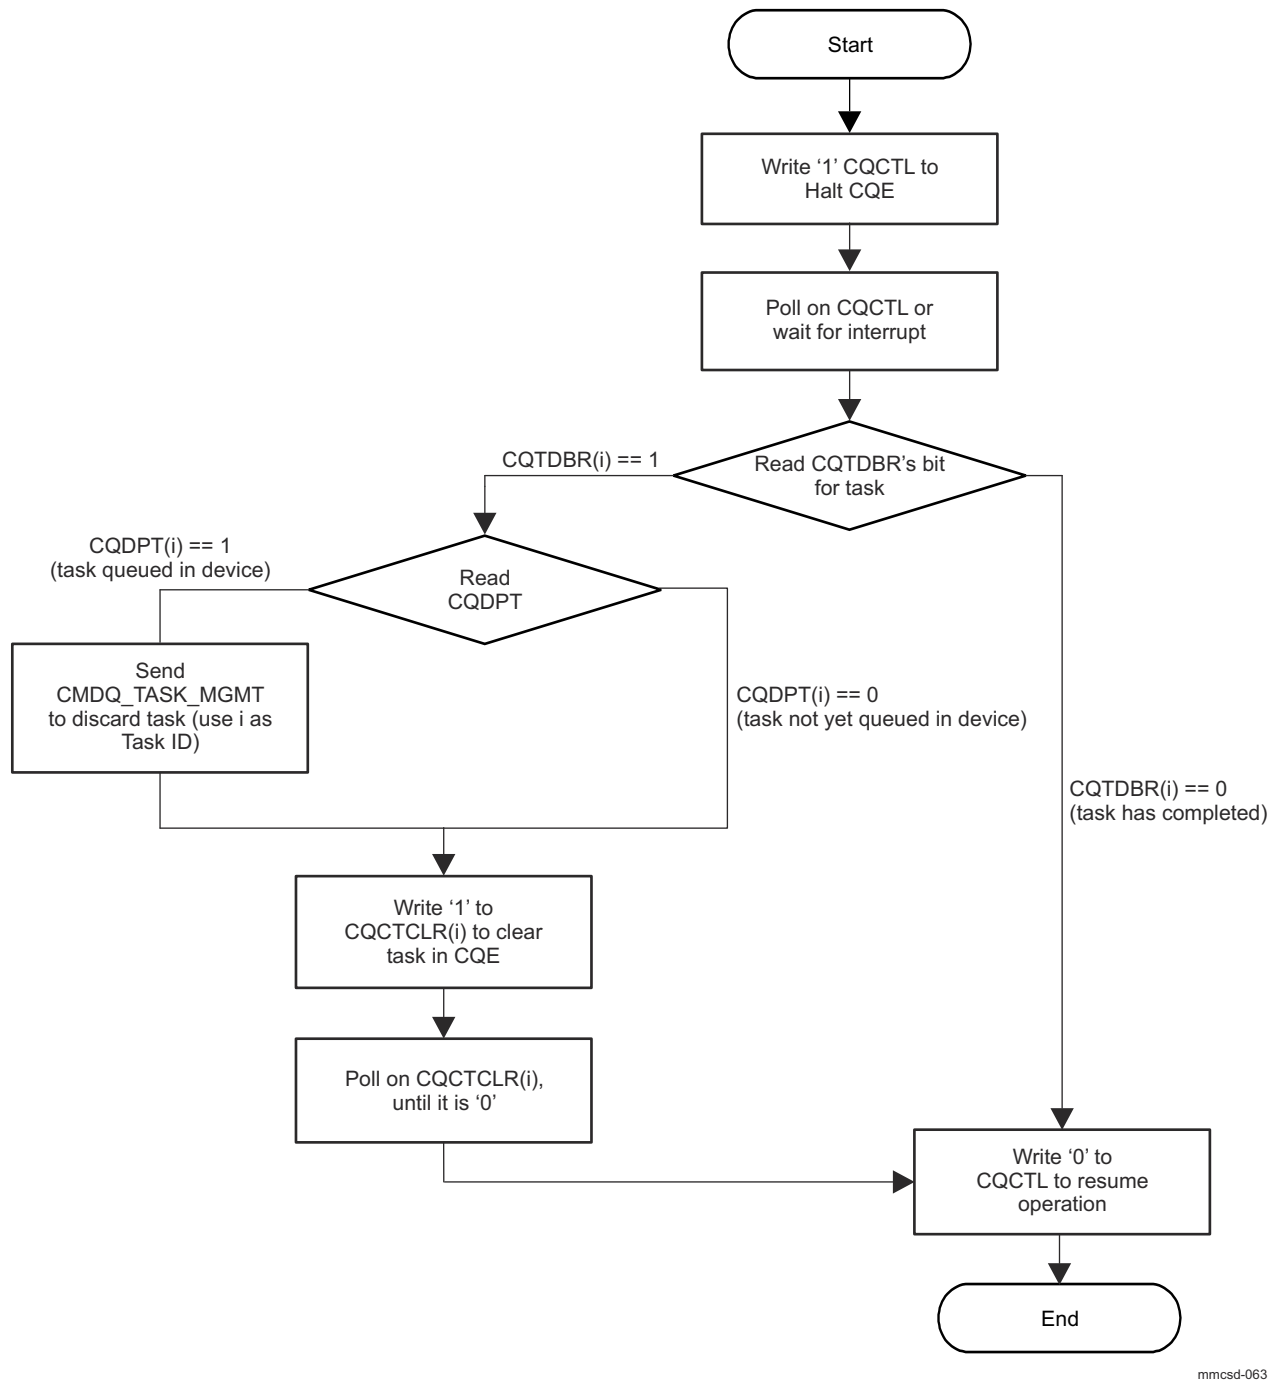 Start
Write ‘1’ CQCTL to
Halt CQE
Poll on CQCTL or
wait for interrupt
Read CQTDBR’s bit
for task
CQTDBR(i) == 1
CQDPT(i) == 1
(task queued in device)
Read
CQDPT
Send
CMDQ_TASK_MGMT
to discard task (use i as
Task ID)
CQDPT(i) == 0
(task not yet queued in device)
CQTDBR(i) == 0
(task has completed)
Write ‘1’ to
CQCTCLR(i) to clear
task in CQE
Poll on CQCTCLR(i),
until it is ‘0’
Write ‘0’ to
CQCTL to resume
operation
End
mmcsd-063